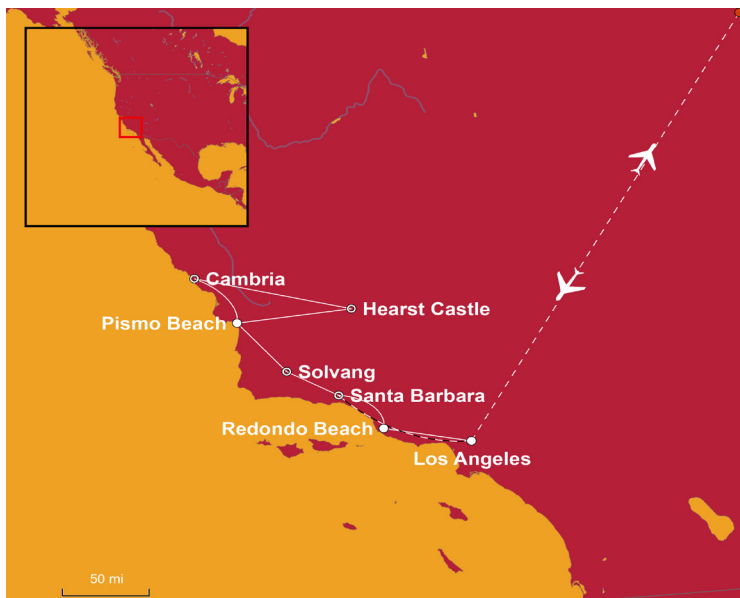 Cambria
Hearst Castle
Pismo Beach
Solvang
Santa Barbara
Redondo Beach
Los Angeles
50 mi